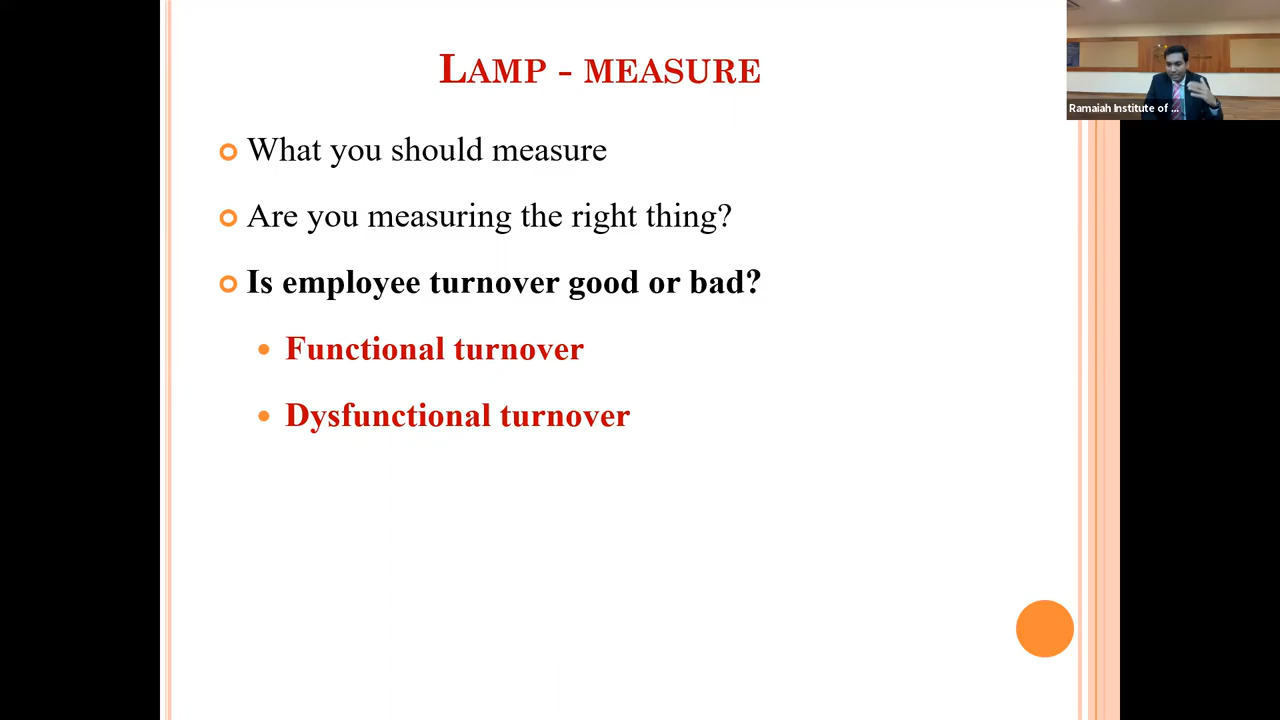 LAMP - MEASURE
Ramaiah Institute of ...
What you should measure
Are you measuring the right thing?
Is employee turnover good or bad?
Functional turnover
Dysfunctional turnover